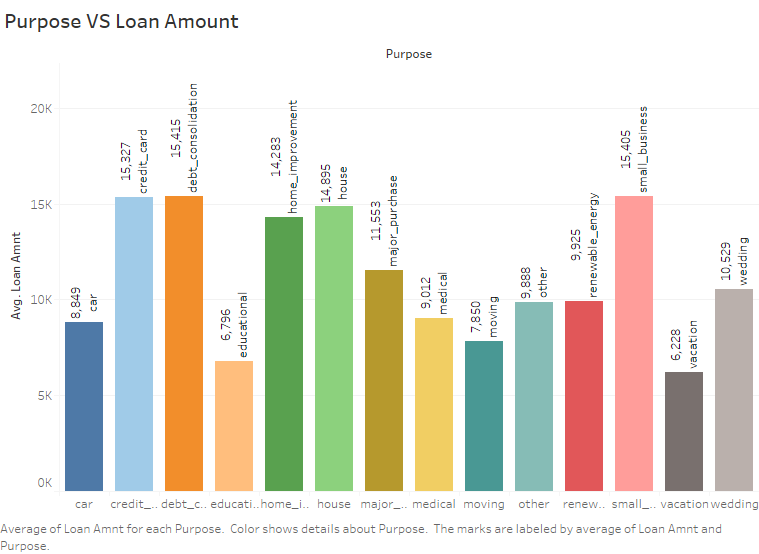 Purpose VS Loan Amount
Purpose
Avg. Loan Amnt
20K
15K
10K
5K
0K
8,849
car
15,327
credit_card
15,415
debt_consolidation
6,796
educational
14,283
home_improvement
14,895
house
11,553
major_purchase
9,012
medical
7,850
moving
9,888
other
9,925
renewable_energy
15,405
small_business
6,228
vacation
10,529
wedding
car credit_.. debt_c.. educati.. home_i.. house major_.. medical moving other renew.. small_.. vacation wedding
Average of Loan Amnt for each Purpose.  Color shows details about Purpose.  The marks are labeled by average of Loan Amnt and
Purpose.